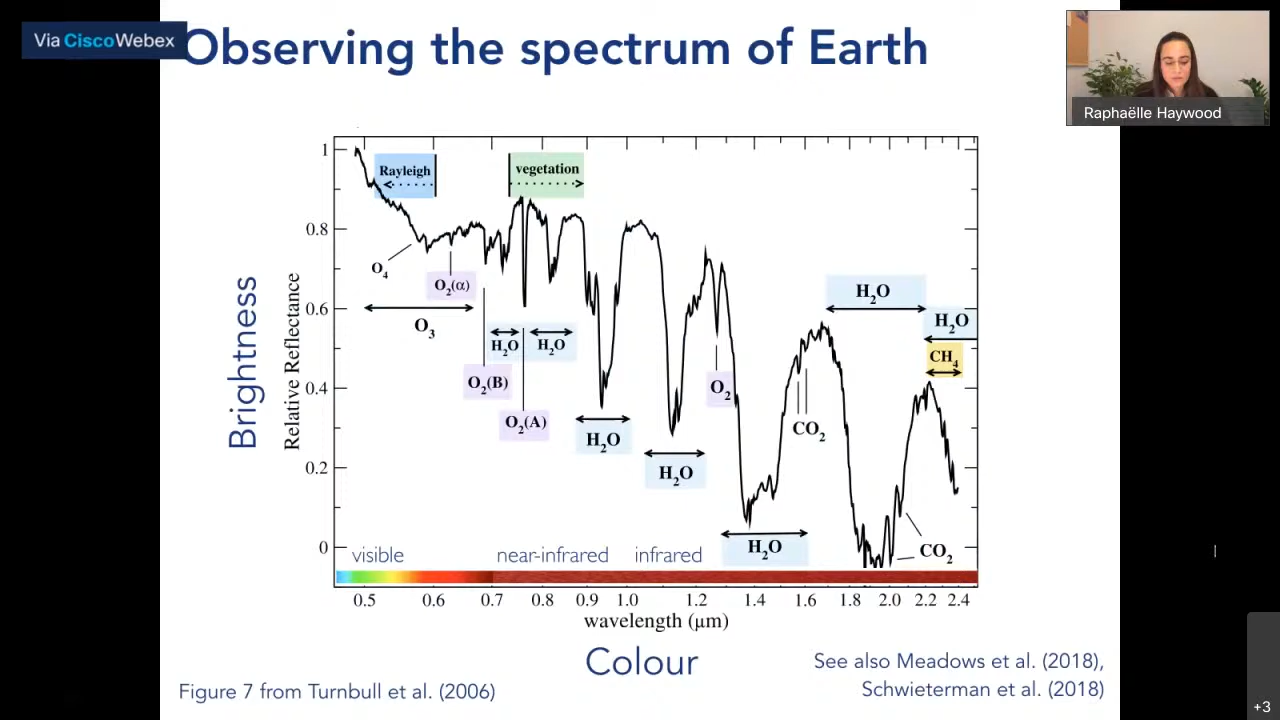 Via Cisco Webex
Observing the spectrum of Earth
Raphaëlle Haywood
Brightness
Relative Reflectance
1
0.8
0.6
0.4
0.2
0
Rayleigh
vegetation
O4
O2(α)
O3
H2O
H2O
O2(B)
O2(A)
H2O
H2O
O2
H2O
CO2
H2O
H2O
CH4
CO2
visible near-infrared infrared
0.5 0.6 0.7 0.8 0.9 1.0 1.2 1.4 1.6 1.8 2.0 2.2 2.4
wavelength (μm)
Colour
See also Meadows et al. (2018),
Schwieterman et al. (2018)
Figure 7 from Turnbull et al. (2006)
+3